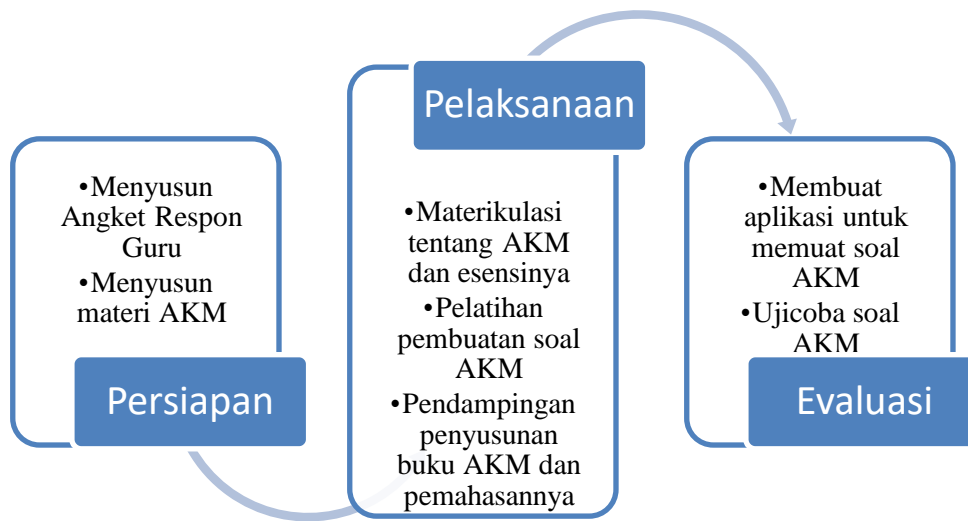 •Menyusun
Angket Respon
Guru
•Menyusun
materi AKM
Persiapan
Pelaksanaan
•Materikulasi
tentang AKM
dan esensinya
•Pelatihan
pembuatan soal
AKM
•Pendampingan
penyusunan
buku AKM dan
pemahasannya
•Membuat
aplikasi untuk
memuat soal
AKM
•Ujicoba soal
AKM
Evaluasi